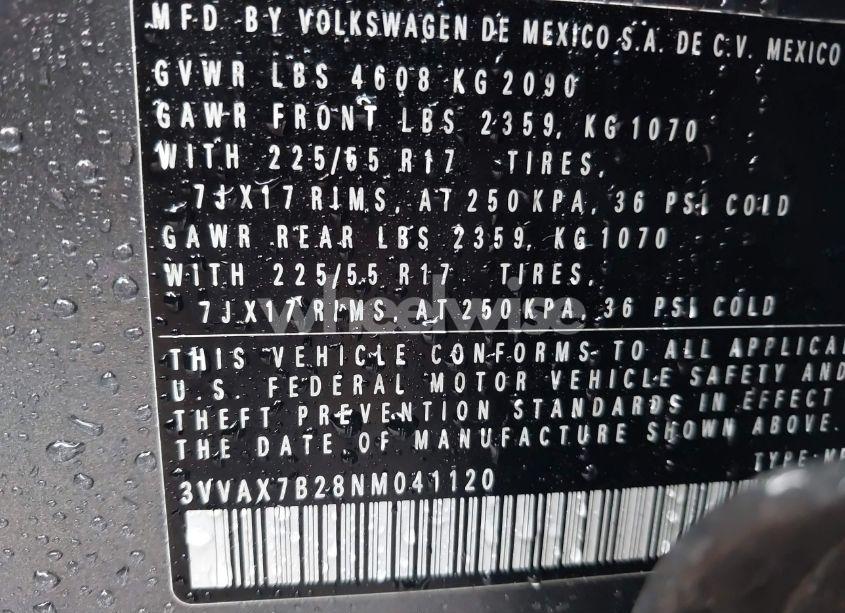 MFD BY VOLKSWAGEN DE MEXICO S.A. DE C.V. MEXICO
GVWR LBS 4608 KG 2090
GAWR FRONT LBS 2359, KG 1070
WITH 225/55 R17 TIRES,
7JX17 RIMS, AT 250 KPA, 36 PSI COLD
GAWR REAR LBS 2359, KG 1070
WITH 225/55 R17 TIRES,
7JX17 RIMS, AT 250 KPA, 36 PSI COLD
wheelwise
THIS VEHICLE CONFORMS TO ALL APPLICA
U.S. FEDERAL MOTOR VEHICLE SAFETY AND
THEFT PREVENTION STANDARDS IN EFFECT
THE DATE OF MANUFACTURE SHOWN ABOVE.
TYPE:
3VVAX7B28NM041120